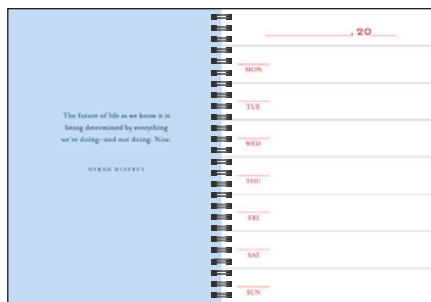 The future of life as we know it is
being determined by everything
we're doing—and not doing. Now.
OPRAH WINFREY
, 20
MON
TUE
WED
THU
FRI
SAT
SUN